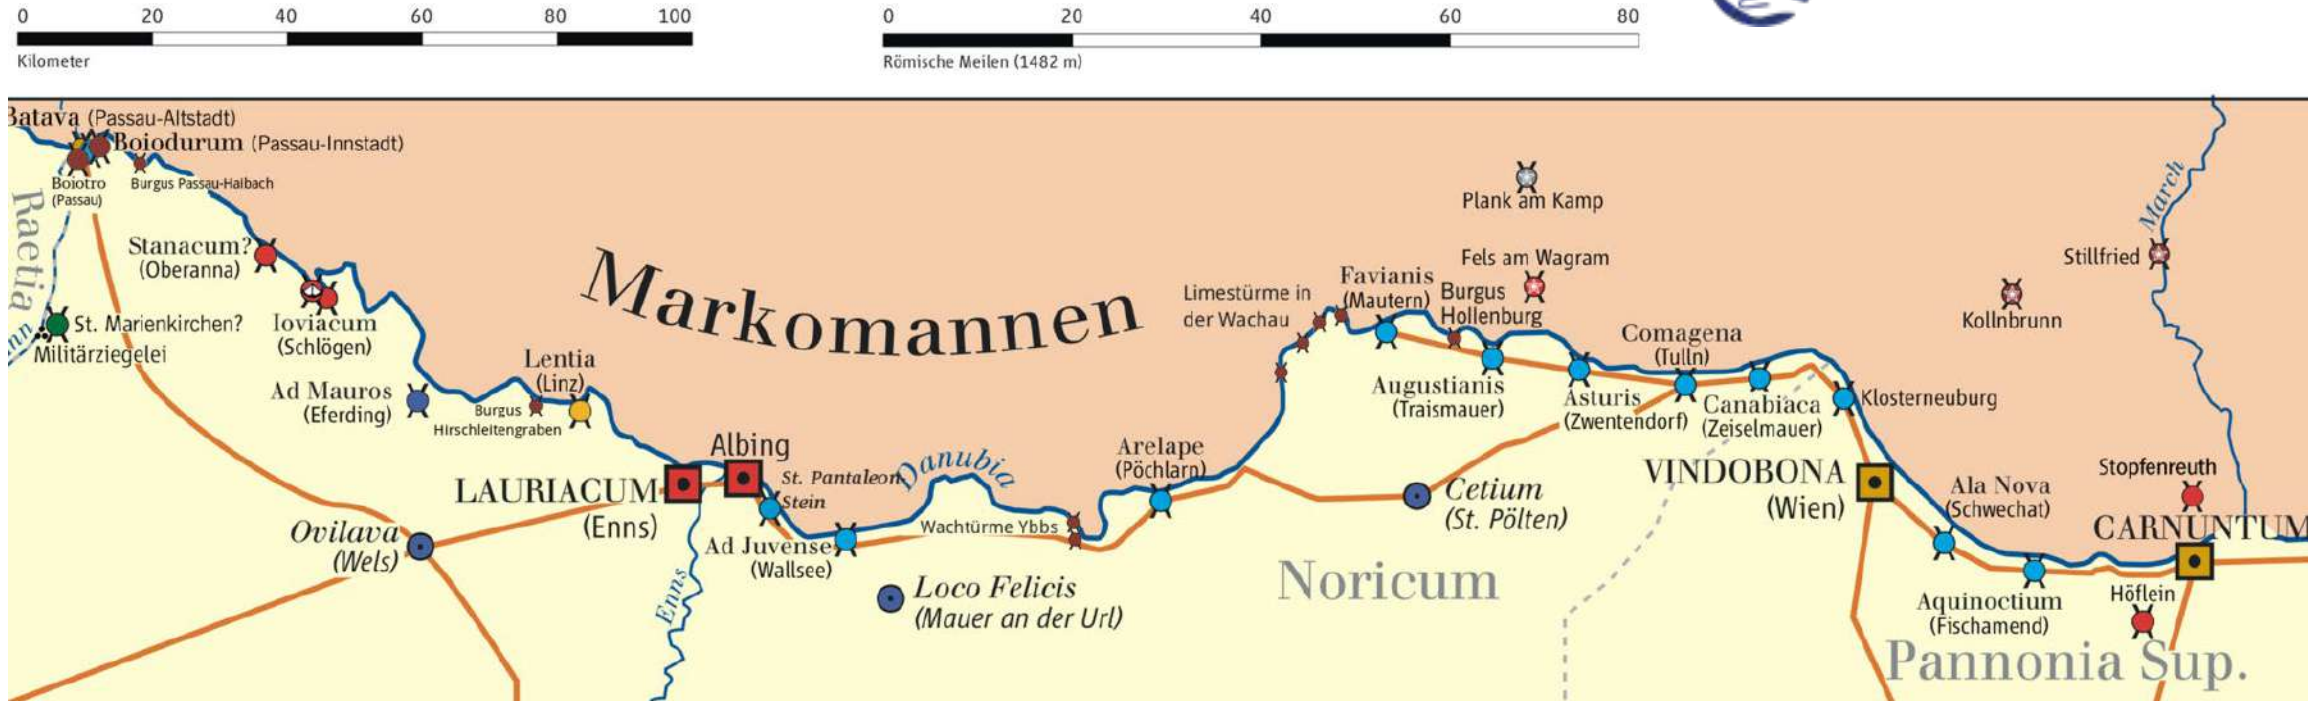 0 20 40 60 80 100
Kilometer
0 20 40 60 80
Römische Meilen (1482 m)
Batava (Passau-Altstadt)
Boiodurum (Passau-Innstadt)
Boiotro
(Passau)
Burgus Passau-Haibach
Raetia
Stanacum?
(Oberanna)
St. Marienkirchen?
Militärziegelei
Ioviacum
(Schlögen)
Ad Mauros
(Eferding)
Lentia
(Linz)
Burgus
Hirschleitengraben
Markomannen
LAURIACUM
(Enns)
Albing
St. Pantaleon-
Stein
Ovilava
(Wels)
Enns
Ad Juvense
(Wallsee)
Danubia
Loco Felicis
(Mauer an der Url)
Wachtürme Ybbs
Arelape
(Pöchlarn)
Limestürme in
der Wachau
Favianis
(Mautern)
Burgus
Hollenburg
Plank am Kamp
Fels am Wagram
Augustianis
(Traismauer)
Asturis
(Zwentendorf)
Comagena
(Tulln)
Canabiaca
(Zeiselmauer)
Klosterneuburg
Cetium
(St. Pölten)
Noricum
VINDOBONA
(Wien)
Ala Nova
(Schwechat)
Aquinoctium
(Fischamend)
March
Stillfried
Kollnbrunn
Stopfenreuth
CARNUNTUM
Höflein
Pannonia Sup.